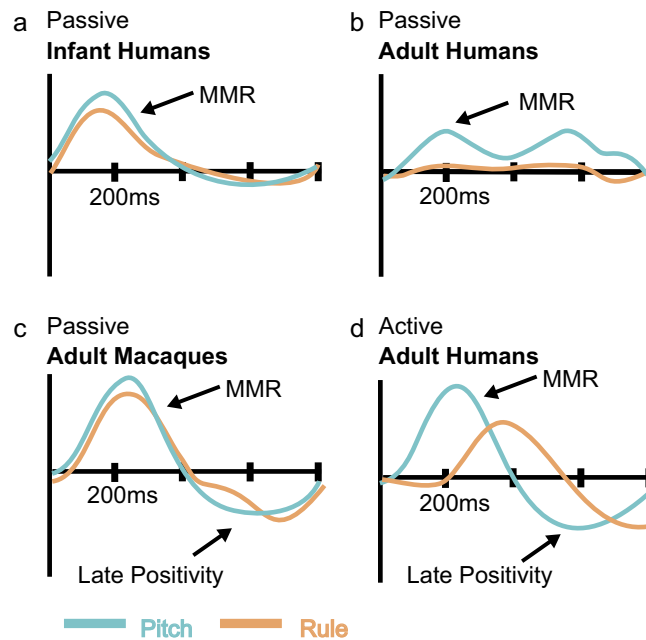 a Passive
Infant Humans
MMR
200ms
b Passive
Adult Humans
MMR
200ms
c Passive
Adult Macaques
MMR
200ms
Late Positivity
d Active
Adult Humans
MMR
200ms
Late Positivity
Pitch
Rule